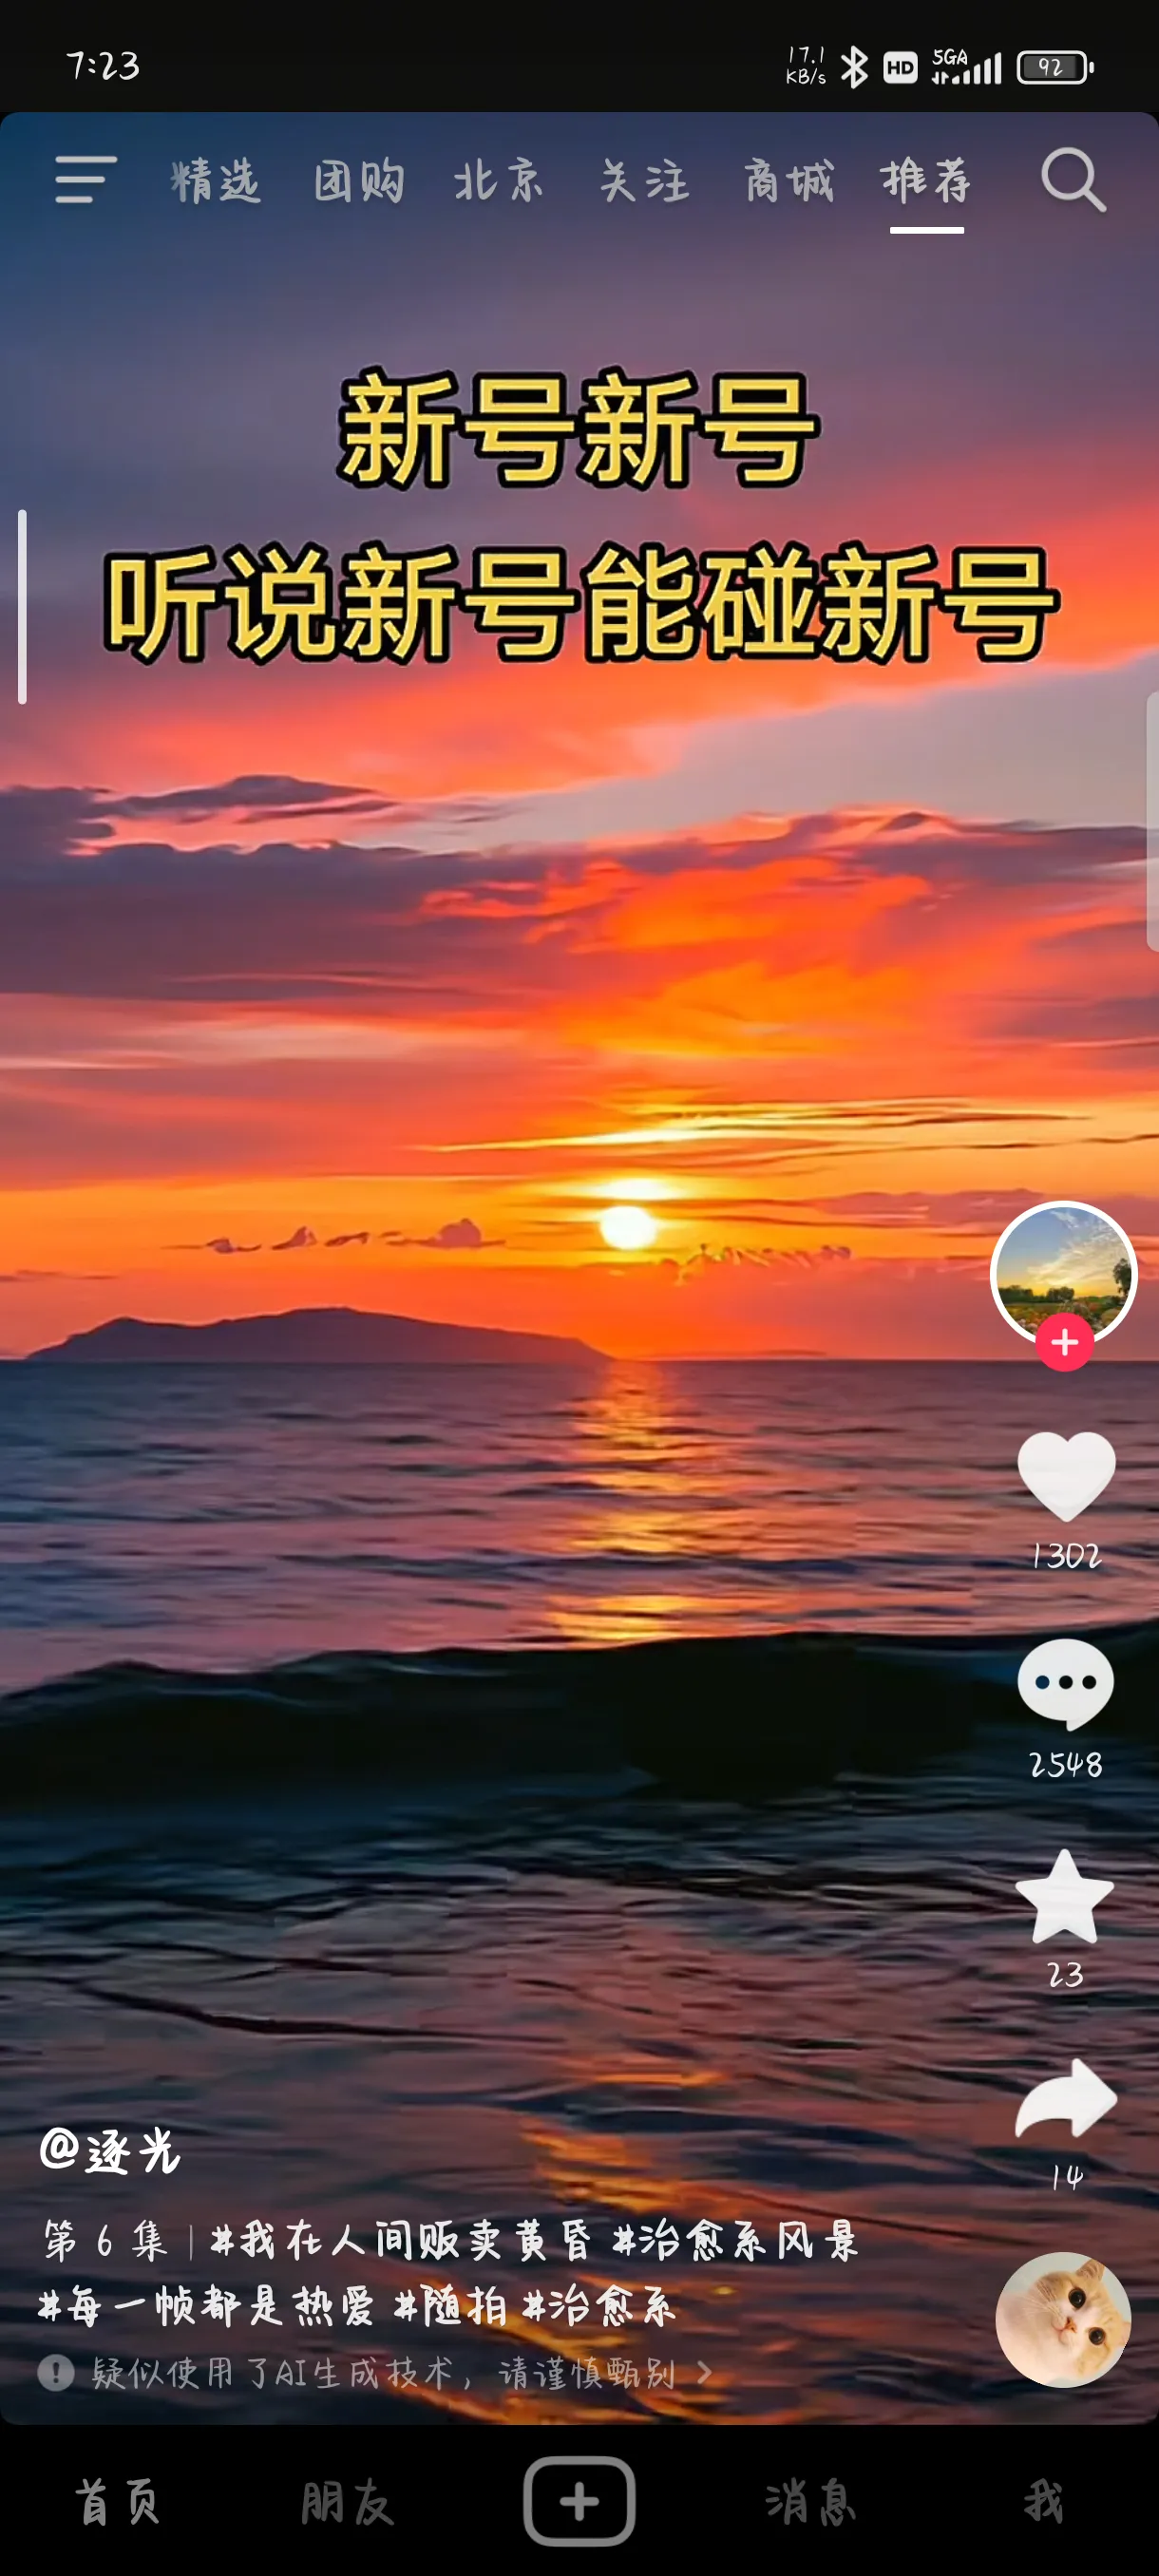 7:23
17.1 KB/s HD 5GA 92
精选 团购 北京 关注 商城 推荐
新号新号
听说新号能碰新号
1302
2548
23
14
@逐光
第 6 集 | #我在人间贩卖黄昏 #治愈系风景
#每一帧都是热爱 #随拍 #治愈系
疑似使用了AI生成技术，请谨慎甄别
首页 朋友 消息 我